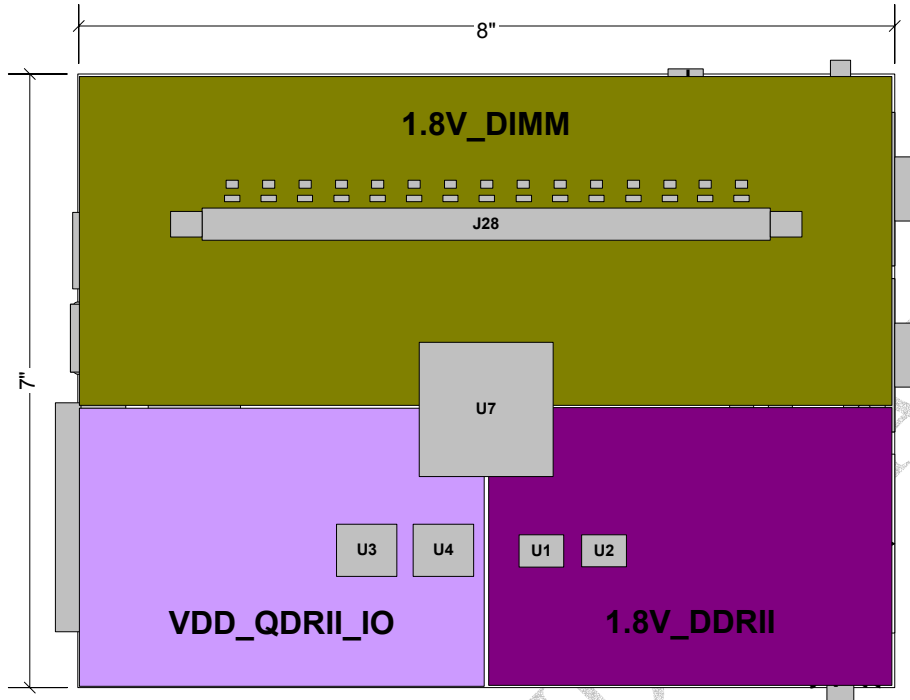 8"
1.8V_DIMM
J28
7"
U7
U3
U4
U1
U2
VDD_QDRII_IO
1.8V_DDRII